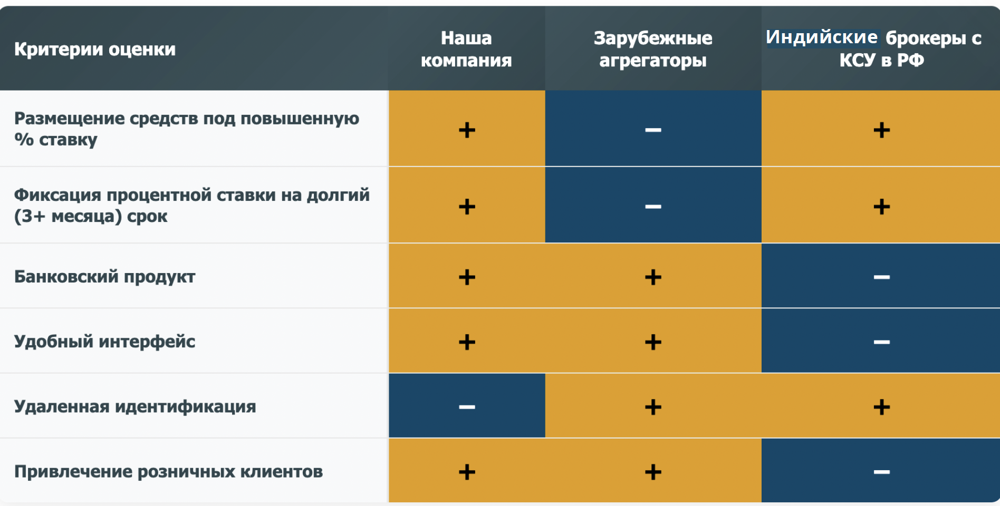 Критерии оценки
Наша
компания
Зарубежные
агрегаторы
Индийские брокеры с
КСУ в РФ
Размещение средств под повышенную
% ставку
+
−
+
Фиксация процентной ставки на долгий
(3+ месяца) срок
+
−
+
Банковский продукт
+
+
−
Удобный интерфейс
+
+
−
Удаленная идентификация
−
+
+
Привлечение розничных клиентов
+
+
−